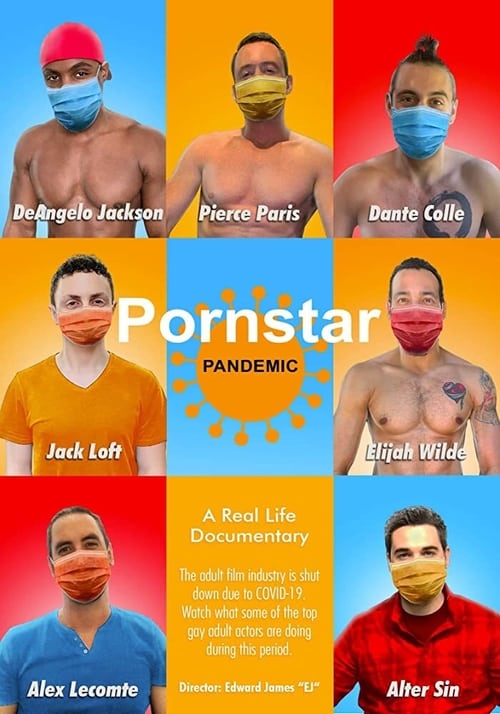 DeAngelo Jackson
Pierce Paris
Dante Colle
Pornstar
PANDEMIC
Jack Loft
Elijah Wilde
A Real Life
Documentary
The adult film industry is shut
down due to COVID-19.
Watch what some of the top
gay adult actors are doing
during this period.
Director: Edward James "EJ"
Alex Lecomte
Alter Sin